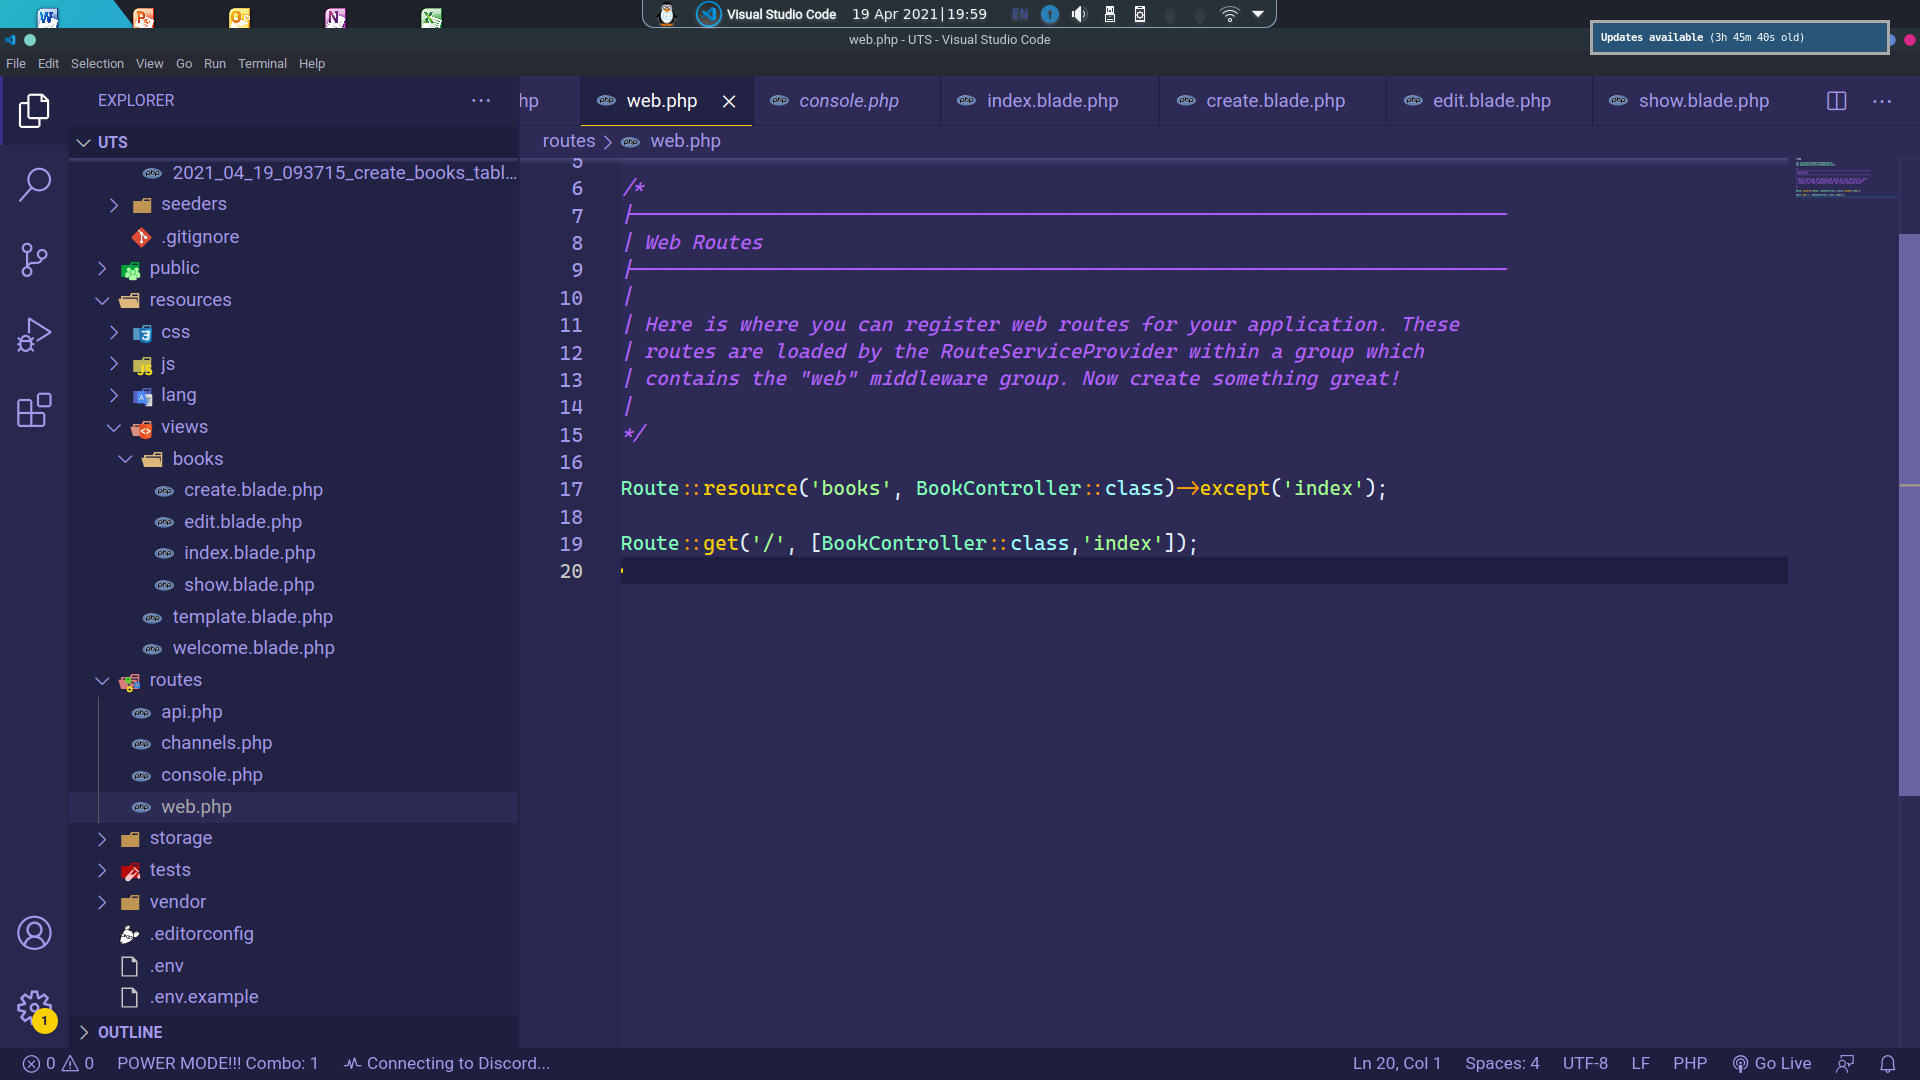 Visual Studio Code
19 Apr 2021|19:59
EN
web.php - UTS - Visual Studio Code
Updates available (3h 45m 40s old)
File Edit Selection View Go Run Terminal Help
EXPLORER
UTS
2021_04_19_093715_create_books_tabl...
seeders
.gitignore
public
resources
css
js
lang
views
books
create.blade.php
edit.blade.php
index.blade.php
show.blade.php
template.blade.php
welcome.blade.php
routes
api.php
channels.php
console.php
web.php
storage
tests
vendor
.editorconfig
.env
.env.example
OUTLINE
hp
web.php
console.php
index.blade.php
create.blade.php
edit.blade.php
show.blade.php
routes > web.php
5
6 /*
7 |--------------------------------------------------------------------------
8 | Web Routes
9 |--------------------------------------------------------------------------
10 |
11 | Here is where you can register web routes for your application. These
12 | routes are loaded by the RouteServiceProvider within a group which
13 | contains the "web" middleware group. Now create something great!
14 |
15 */
16
17 Route::resource('books', BookController::class)->except('index');
18
19 Route::get('/', [BookController::class,'index']);
20
1
0 0 POWER MODE!!! Combo: 1 Connecting to Discord...
Ln 20, Col 1 Spaces: 4 UTF-8 LF PHP Go Live